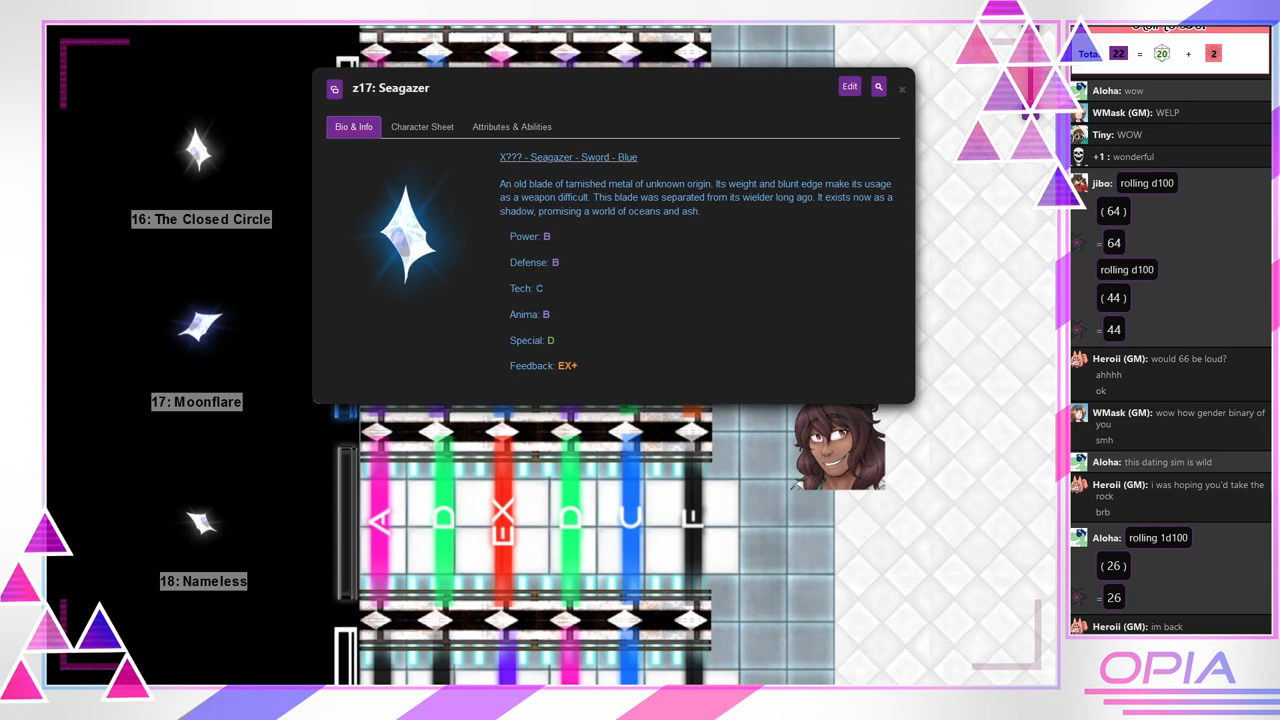 16: The Closed Circle
17: Moonflare
18: Nameless
z17: Seagazer
Edit
Bio & Info
Character Sheet
Attributes & Abilities
X??? - Seagazer - Sword - Blue
An old blade of tarnished metal of unknown origin. Its weight and blunt edge make its usage
as a weapon difficult. This blade was separated from its wielder long ago. It exists now as a
shadow, promising a world of oceans and ash.
Power: B
Defense: B
Tech: C
Anima: B
Special: D
Feedback: EX+
A D EX D U F
Total 22 = 20 + 2
Aloha: wow
WMask (GM): WELP
Tiny: WOW
+1 : wonderful
jibo: rolling d100
( 64 )
= 64
rolling d100
( 44 )
= 44
Heroii (GM): would 66 be loud?
ahhhh
ok
WMask (GM): wow how gender binary of
you
smh
Aloha: this dating sim is wild
Heroii (GM): i was hoping you'd take the
rock
brb
Aloha: rolling 1d100
( 26 )
= 26
Heroii (GM): im back
OPIA